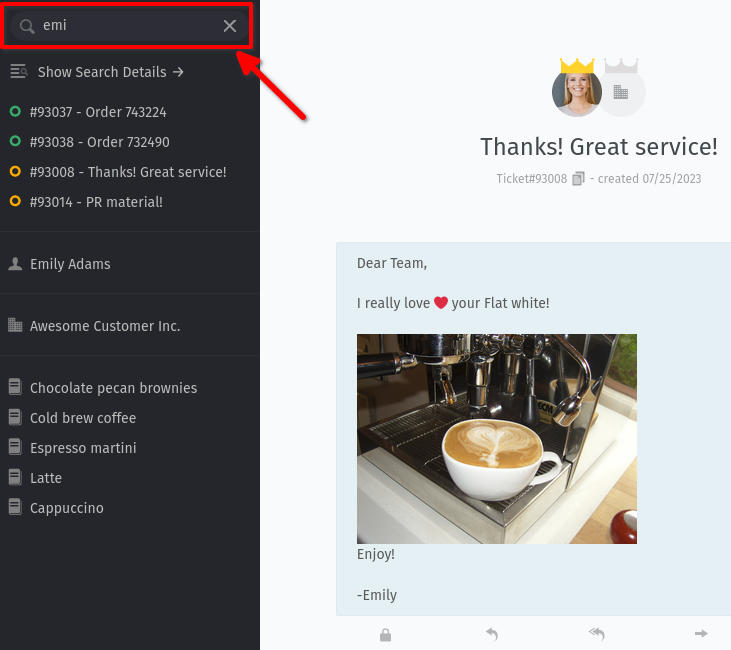 emi
Show Search Details →
#93037 - Order 743224
#93038 - Order 732490
#93008 - Thanks! Great service!
#93014 - PR material!
Emily Adams
Awesome Customer Inc.
Chocolate pecan brownies
Cold brew coffee
Espresso martini
Latte
Cappuccino
Thanks! Great service!
Ticket#93008 - created 07/25/2023
Dear Team,
I really love ❤ your Flat white!
Enjoy!
-Emily